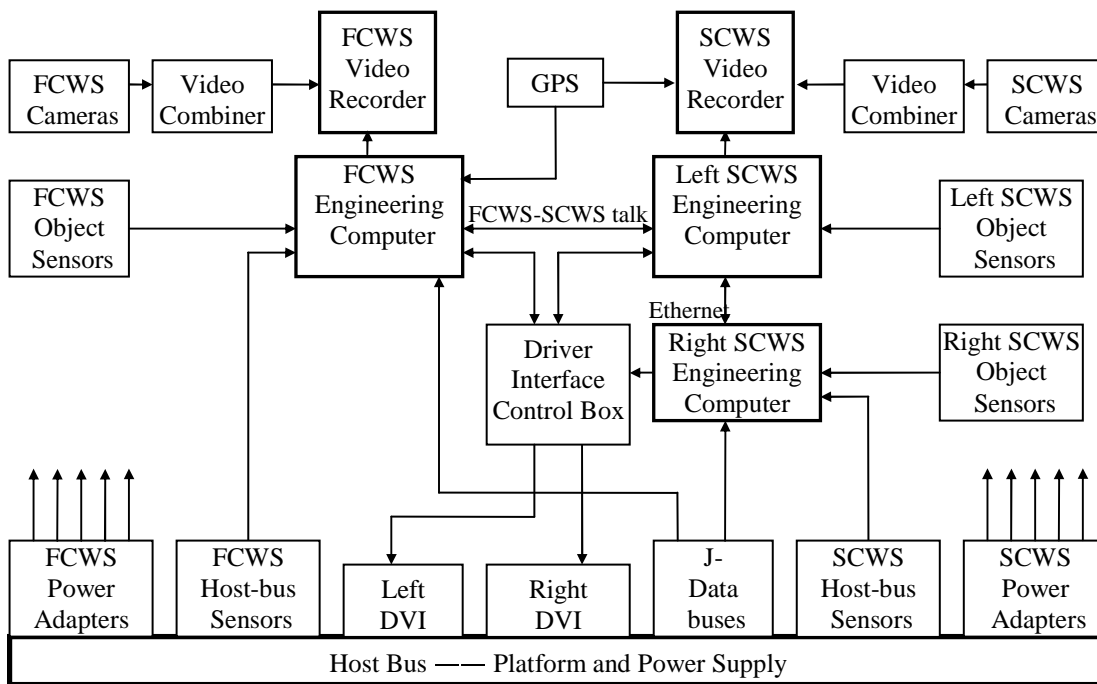 FCWS
Cameras
Video
Combiner
FCWS
Video
Recorder
GPS
SCWS
Video
Recorder
Video
Combiner
SCWS
Cameras
FCWS
Object
Sensors
FCWS
Engineering
Computer
FCWS-SCWS talk
Left SCWS
Engineering
Computer
Left SCWS
Object
Sensors
Ethernet
Driver
Interface
Control Box
Right SCWS
Engineering
Computer
Right SCWS
Object
Sensors
FCWS
Power
Adapters
FCWS
Host-bus
Sensors
Left
DVI
Right
DVI
J-
Data
buses
SCWS
Host-bus
Sensors
SCWS
Power
Adapters
Host Bus —— Platform and Power Supply